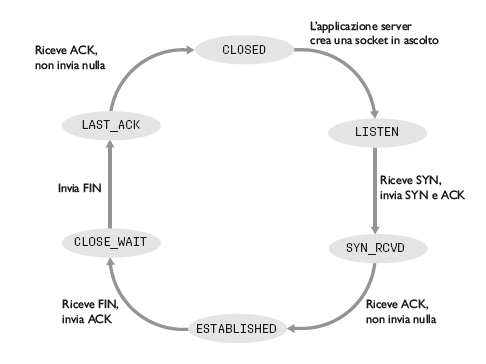 CLOSED
L'applicazione server
crea una socket in ascolto
LISTEN
Riceve SYN,
invia SYN e ACK
SYN_RCVD
Riceve ACK,
non invia nulla
ESTABLISHED
Riceve FIN,
invia ACK
CLOSE_WAIT
Invia FIN
LAST_ACK
Riceve ACK,
non invia nulla